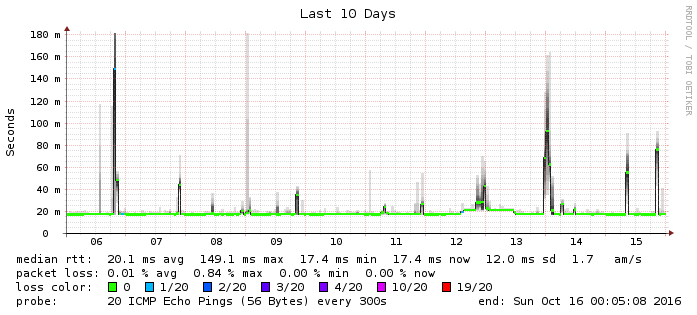 Last 10 Days
RRDTOOL / TOBI OETIKER
Seconds
180 m
160 m
140 m
120 m
100 m
80 m
60 m
40 m
20 m
0
06 07 08 09 10 11 12 13 14 15
median rtt: 20.1 ms avg 149.1 ms max 17.4 ms min 17.4 ms now 12.0 ms sd 1.7 am/s
packet loss: 0.01 % avg 0.84 % max 0.00 % min 0.00 % now
loss color: 0 1/20 2/20 3/20 4/20 10/20 19/20
probe: 20 ICMP Echo Pings (56 Bytes) every 300s end: Sun Oct 16 00:05:08 2016